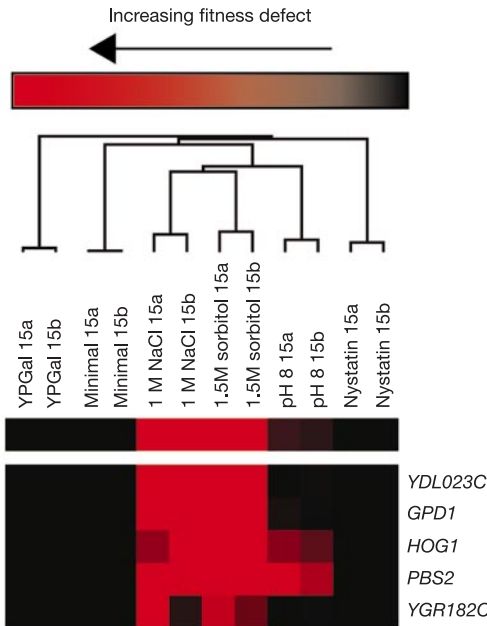 Increasing fitness defect
YPGal 15a
YPGal 15b
Minimal 15a
Minimal 15b
1 M NaCl 15a
1 M NaCl 15b
1.5M sorbitol 15a
1.5M sorbitol 15b
pH 8 15a
pH 8 15b
Nystatin 15a
Nystatin 15b
YDL023C
GPD1
HOG1
PBS2
YGR182C